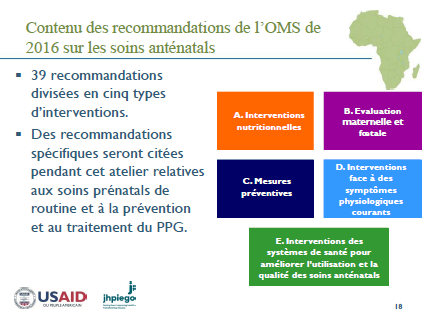 Contenu des recommandations de l'OMS de
2016 sur les soins anténatals
▪ 39 recommandations
divisées en cinq types
d'interventions.
▪ Des recommandations
spécifiques seront citées
pendant cet atelier relatives
aux soins prénatals de
routine et à la prévention
et au traitement du PPG.
A. Interventions
nutritionnelles
B. Evaluation
maternelle et
fœtale
C. Mesures
préventives
D. Interventions
face à des
symptômes
physiologiques
courants
E. Interventions des
systèmes de santé pour
améliorer l'utilisation et la
qualité des soins anténatals
USAID
DU PEUPLE AMERICAIN
jhpiego
18